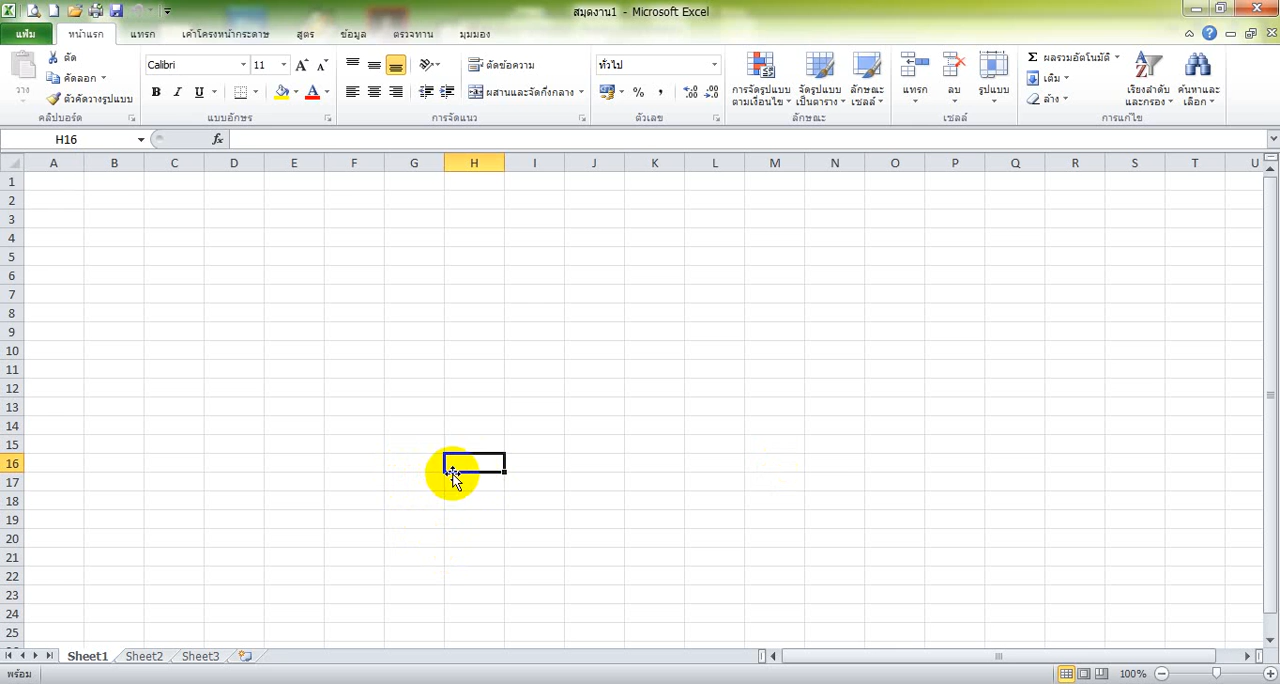 สมุดงาน1 - Microsoft Excel
แฟ้ม หน้าแรก แทรก เค้าโครงหน้ากระดาษ สูตร ข้อมูล ตรวจทาน มุมมอง
วาง
ตัด
คัดลอก
ตัวคัดวางรูปแบบ
คลิปบอร์ด
Calibri 11
B I U A
แบบอักษร
ตัดข้อความ
ผสานและจัดกึ่งกลาง
การจัดแนว
ทั่วไป
% ,
ตัวเลข
การจัดรูปแบบ
ตามเงื่อนไข
จัดรูปแบบ
เป็นตาราง
ลักษณะ
เซลล์
ลักษณะ
แทรก ลบ รูปแบบ
เซลล์
Σ ผลรวมอัตโนมัติ
เติม
ล้าง
เรียงลำดับ
และกรอง
ค้นหาและ
เลือก
การแก้ไข
H16 fx
A B C D E F G H I J K L M N O P Q R S T U
1
2
3
4
5
6
7
8
9
10
11
12
13
14
15
16
17
18
19
20
21
22
23
24
25
Sheet1 Sheet2 Sheet3
พร้อม 100%